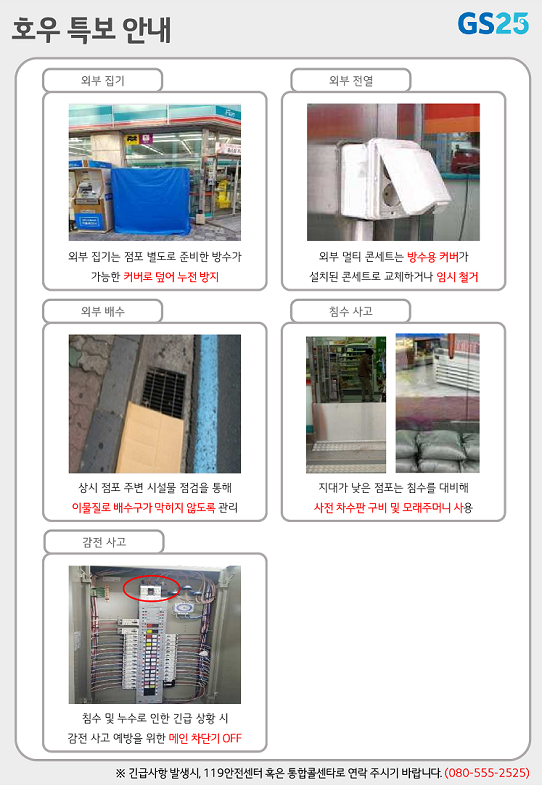 호우 특보 안내
GS25
외부 집기
외부 집기는 점포 별도로 준비한 방수가
가능한 커버로 덮어 누전 방지
외부 전열
외부 멀티 콘세트는 방수용 커버가
설치된 콘세트로 교체하거나 임시 철거
외부 배수
상시 점포 주변 시설물 점검을 통해
이물질로 배수구가 막히지 않도록 관리
침수 사고
지대가 낮은 점포는 침수를 대비해
사전 차수판 구비 및 모래주머니 사용
감전 사고
침수 및 누수로 인한 긴급 상황 시
감전 사고 예방을 위한 메인 차단기 OFF
※ 긴급사항 발생시, 119안전센터 혹은 통합콜센타로 연락 주시기 바랍니다. (080-555-2525)